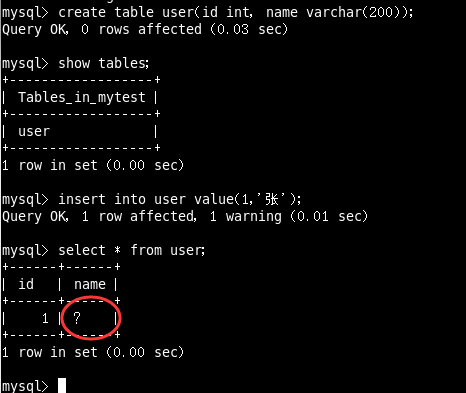 mysql> create table user(id int, name varchar(200));
Query OK, 0 rows affected (0.03 sec)
mysql> show tables;
+------------------+
| Tables_in_mytest |
+------------------+
| user             |
+------------------+
1 row in set (0.00 sec)
mysql> insert into user value(1,'张');
Query OK, 1 row affected, 1 warning (0.01 sec)
mysql> select * from user;
+------+------+
| id   | name |
+------+------+
|    1 | ?    |
+------+------+
1 row in set (0.00 sec)
mysql>